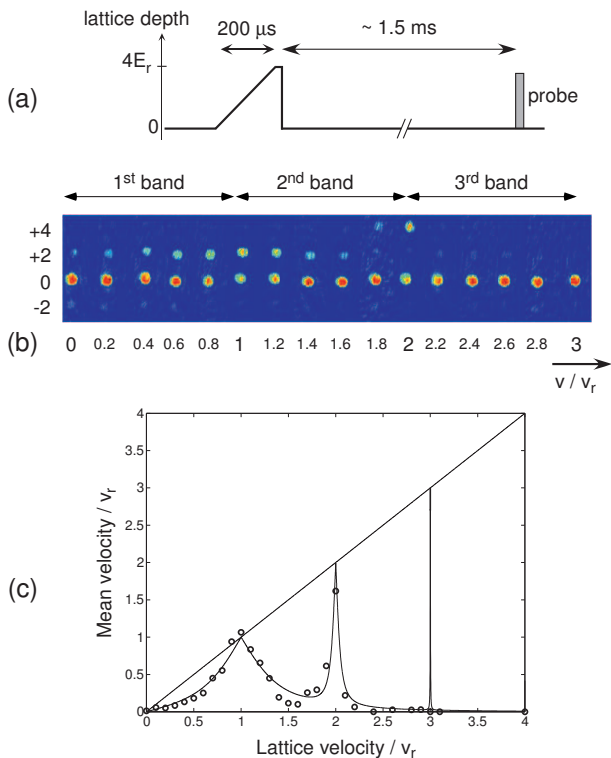 lattice depth
200 µs
~ 1.5 ms
4E_r
(a)
probe
0
1st band
2nd band
3rd band
+4
+2
0
-2
(b)
0 0.2 0.4 0.6 0.8 1 1.2 1.4 1.6 1.8 2 2.2 2.4 2.6 2.8 3
v / v_r
4
3.5
3
2.5
2
1.5
1
0.5
0
(c)
Mean velocity / v_r
0 0.5 1 1.5 2 2.5 3 3.5 4
Lattice velocity / v_r